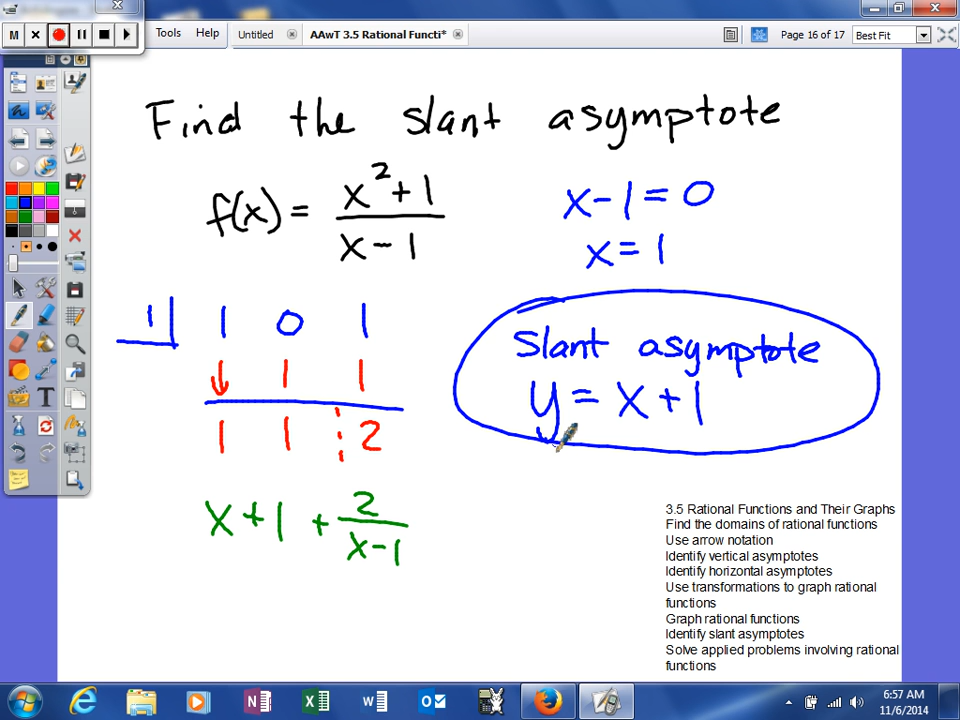 M
Tools Help Untitled AAwT 3.5 Rational Functi* Page 16 of 17 Best Fit
Find the slant asymptote
f(x) = x² + 1 / x - 1
x - 1 = 0
x = 1
1 1 0 1
↓ 1 1
1 1 2
x + 1 + 2 / x - 1
Slant asymptote
y = x + 1
3.5 Rational Functions and Their Graphs
Find the domains of rational functions
Use arrow notation
Identify vertical asymptotes
Identify horizontal asymptotes
Use transformations to graph rational
functions
Graph rational functions
Identify slant asymptotes
Solve applied problems involving rational
functions
6:57 AM
11/6/2014